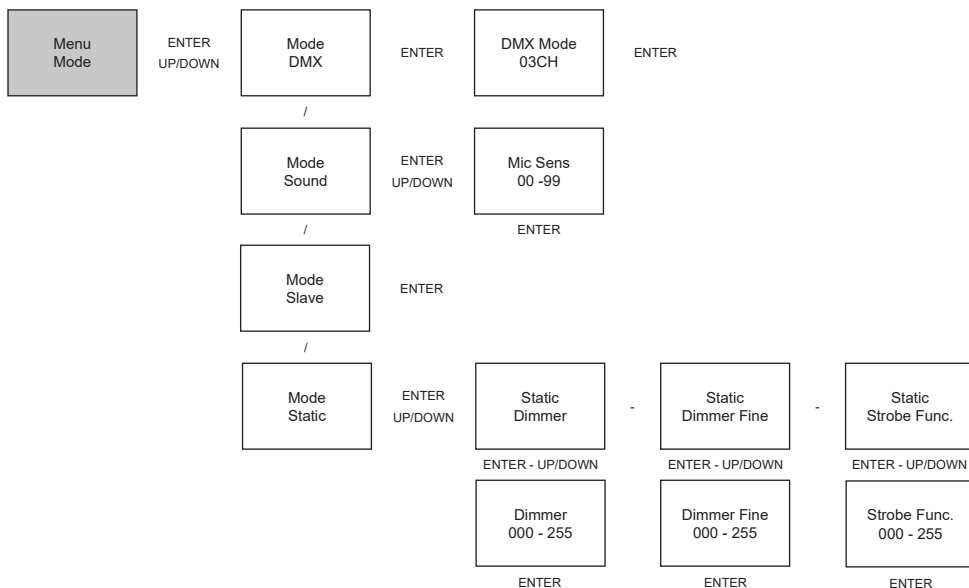 Menu
Mode
ENTER
UP/DOWN
Mode
DMX
ENTER
DMX Mode
03CH
ENTER
/
Mode
Sound
ENTER
UP/DOWN
Mic Sens
00 -99
ENTER
/
Mode
Slave
ENTER
/
Mode
Static
ENTER
UP/DOWN
Static
Dimmer
-
Static
Dimmer Fine
-
Static
Strobe Func.
ENTER - UP/DOWN
ENTER - UP/DOWN
ENTER - UP/DOWN
Dimmer
000 - 255
Dimmer Fine
000 - 255
Strobe Func.
000 - 255
ENTER
ENTER
ENTER